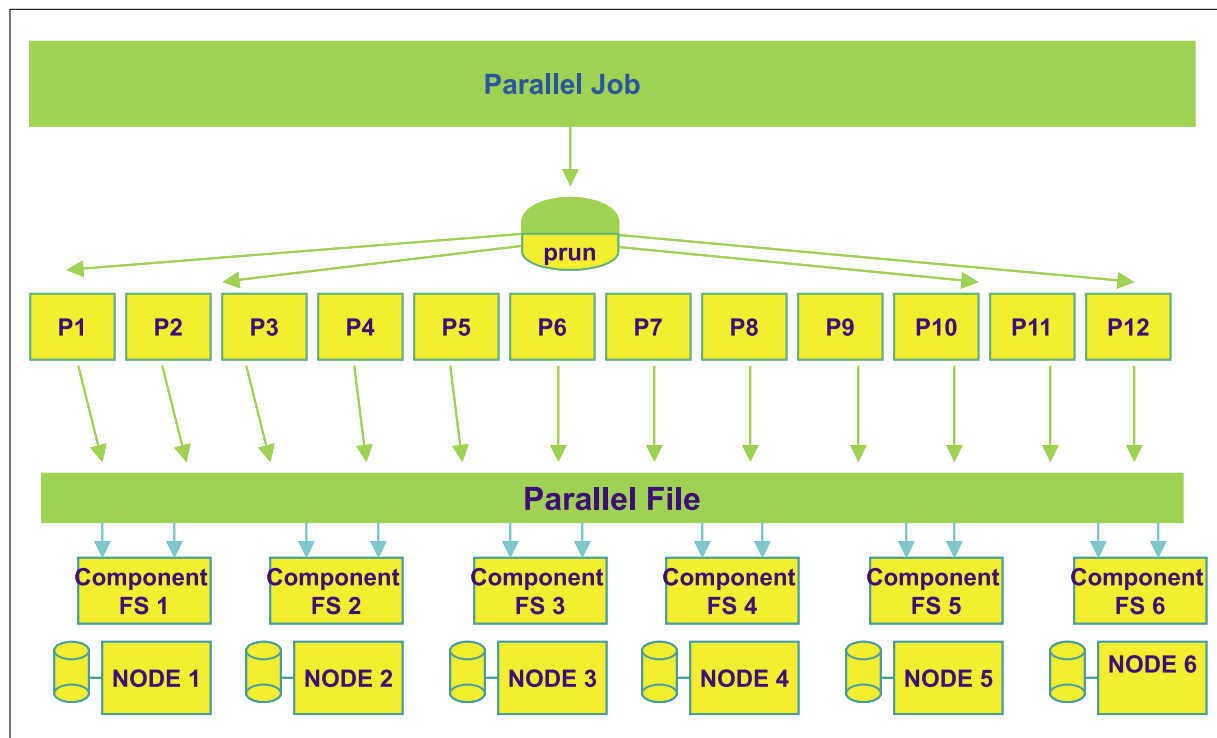 Parallel Job
prun
P1 P2 P3 P4 P5 P6 P7 P8 P9 P10 P11 P12
Parallel File
Component FS 1
Component FS 2
Component FS 3
Component FS 4
Component FS 5
Component FS 6
NODE 1
NODE 2
NODE 3
NODE 4
NODE 5
NODE 6